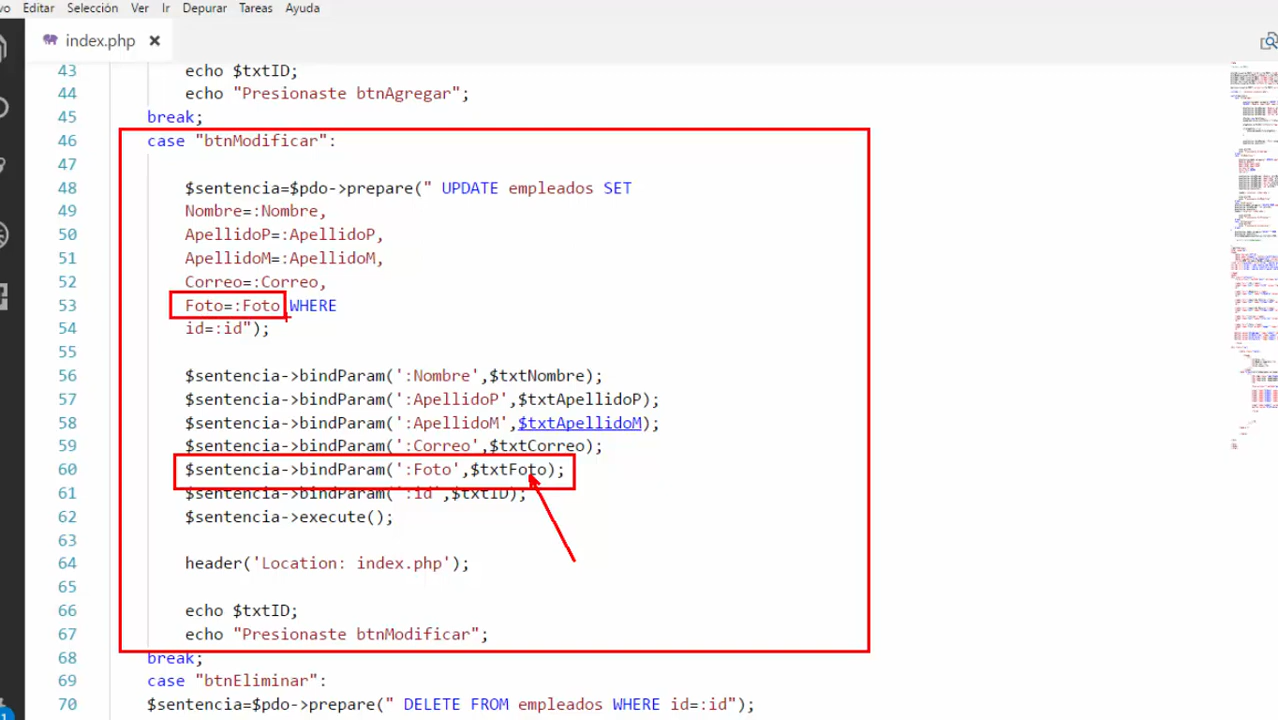 vo Editar Selección Ver Ir Depurar Tareas Ayuda
index.php
43 echo $txtID;
44 echo "Presionaste btnAgregar";
45 break;
46 case "btnModificar":
47
48 $sentencia=$pdo->prepare(" UPDATE empleados SET
49 Nombre=:Nombre,
50 ApellidoP=:ApellidoP,
51 ApellidoM=:ApellidoM,
52 Correo=:Correo,
53 Foto=:Foto WHERE
54 id=:id");
55
56 $sentencia->bindParam(':Nombre',$txtNombre);
57 $sentencia->bindParam(':ApellidoP',$txtApellidoP);
58 $sentencia->bindParam(':ApellidoM',$txtApellidoM);
59 $sentencia->bindParam(':Correo',$txtCorreo);
60 $sentencia->bindParam(':Foto',$txtFoto);
61 $sentencia->bindParam(':id',$txtID);
62 $sentencia->execute();
63
64 header('Location: index.php');
65
66 echo $txtID;
67 echo "Presionaste btnModificar";
68 break;
69 case "btnEliminar":
70 $sentencia=$pdo->prepare(" DELETE FROM empleados WHERE id=:id");